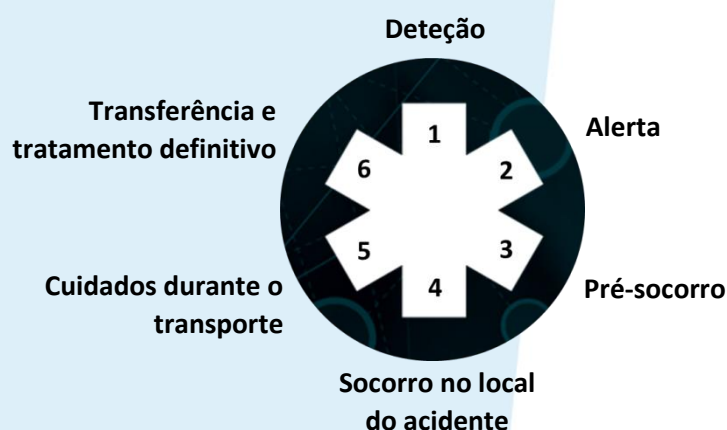 Deteção
Alerta
Pré-socorro
Socorro no local
do acidente
Cuidados durante o
transporte
Transferência e
tratamento definitivo
1
2
3
4
5
6